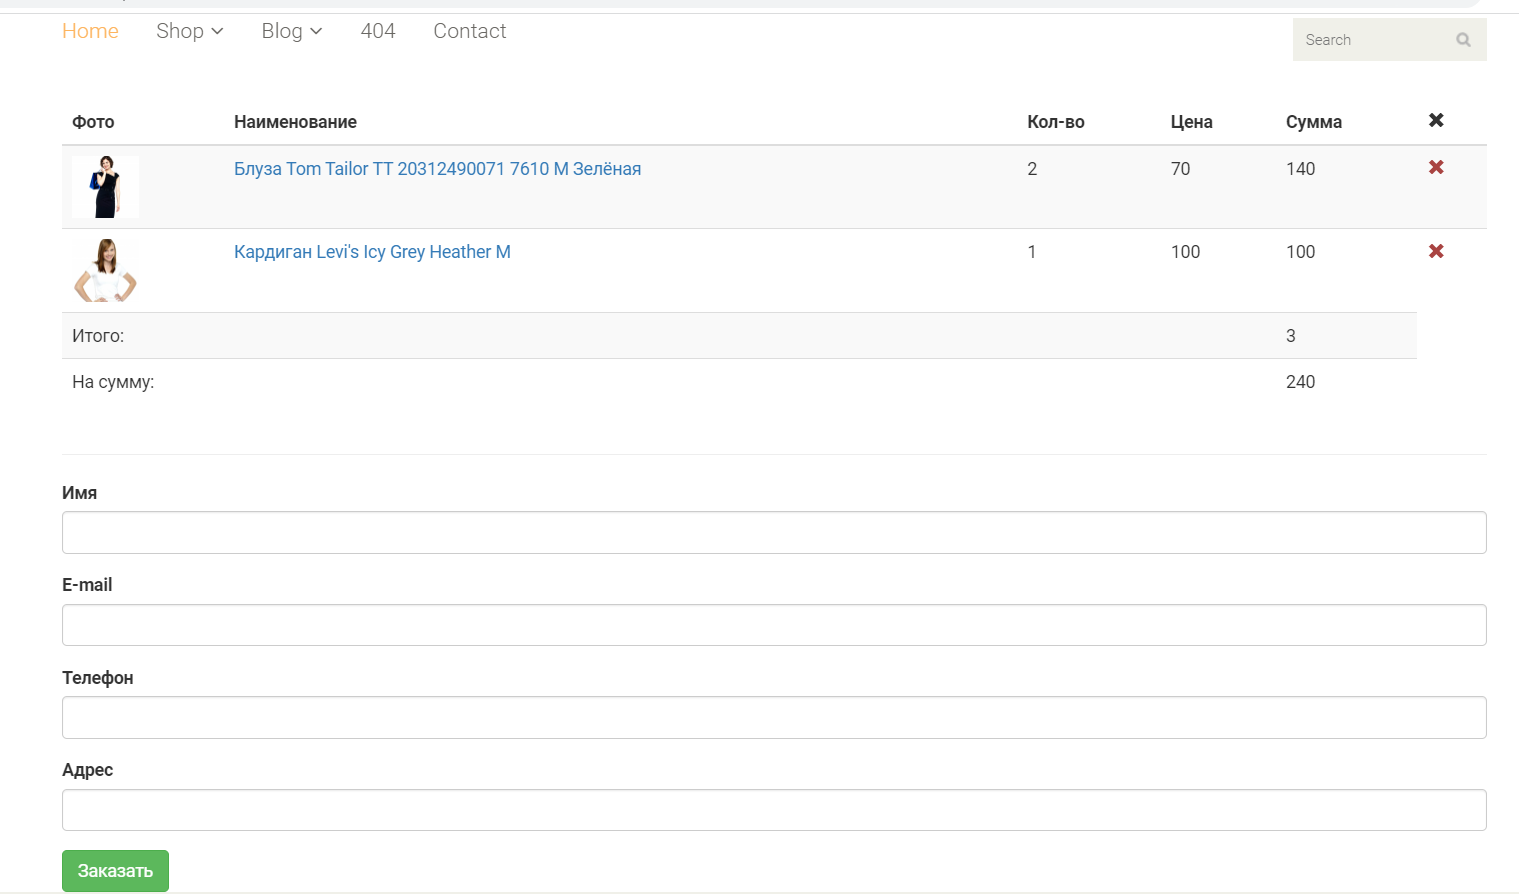 Home Shop Blog 404 Contact
Search
Фото Наименование Кол-во Цена Сумма
Блуза Tom Tailor TT 20312490071 7610 M Зелёная 2 70 140
Кардиган Levi's Icy Grey Heather M 1 100 100
Итого: 3
На сумму: 240
Имя
E-mail
Телефон
Адрес
Заказать